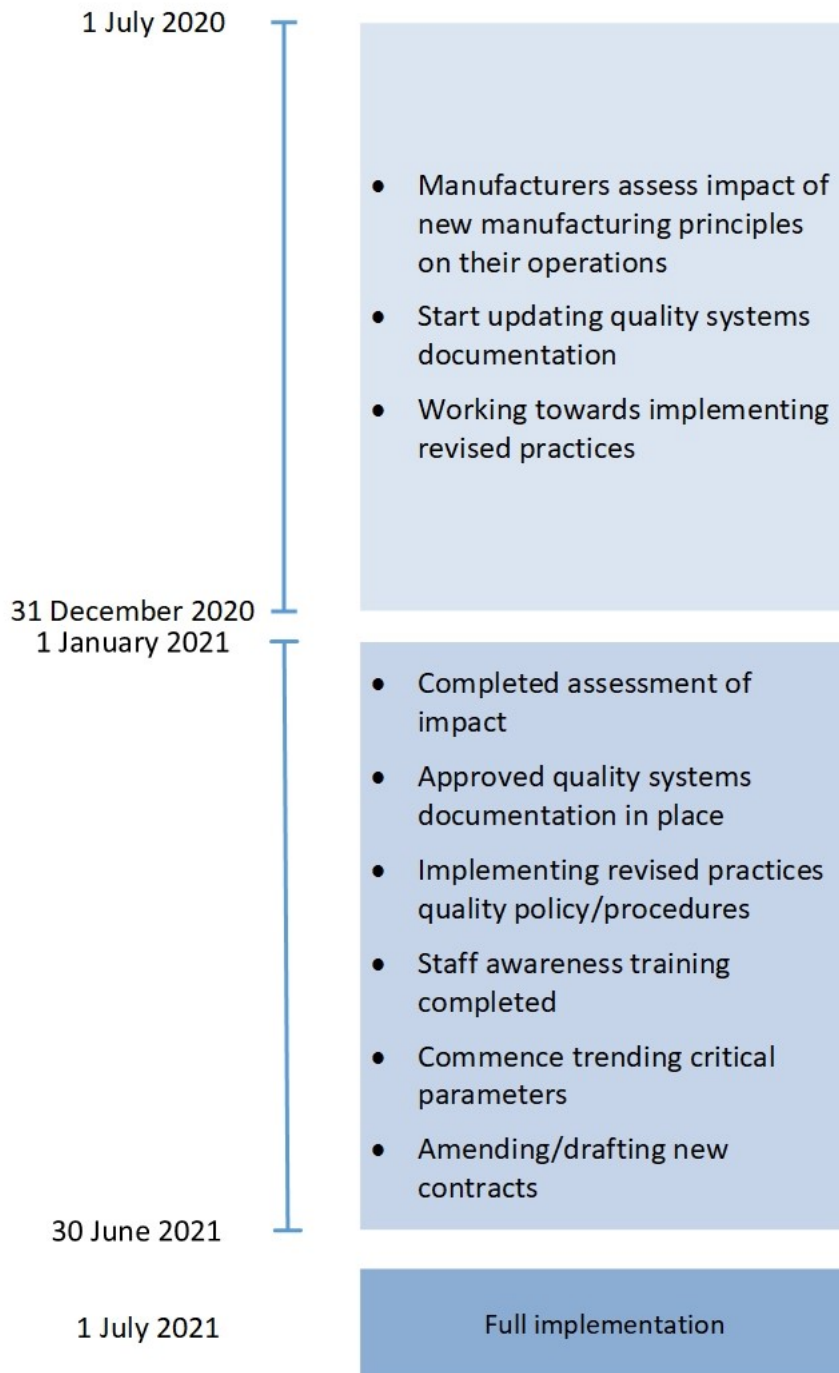 1 July 2020
• Manufacturers assess impact of
new manufacturing principles
on their operations
• Start updating quality systems
documentation
• Working towards implementing
revised practices
31 December 2020
1 January 2021
• Completed assessment of
impact
• Approved quality systems
documentation in place
• Implementing revised practices
quality policy/procedures
• Staff awareness training
completed
• Commence trending critical
parameters
• Amending/drafting new
contracts
30 June 2021
1 July 2021
Full implementation